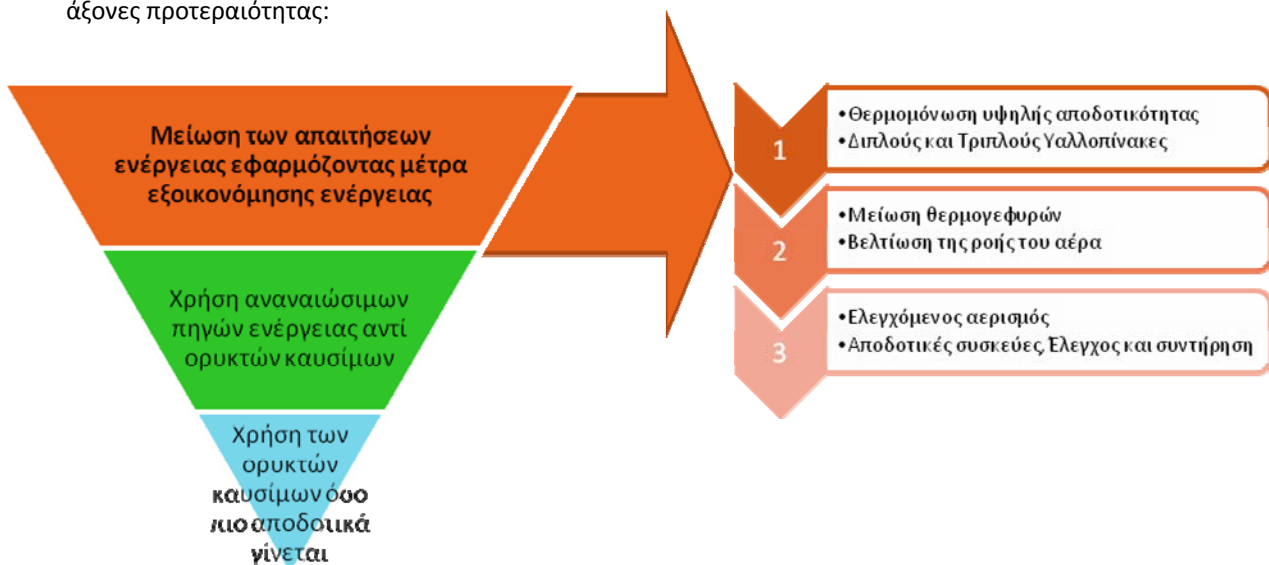 άξονες προτεραιότητας:
Μείωση των απαιτήσεων
ενέργειας εφαρμόζοντας μέτρα
εξοικονόμησης ενέργειας
Χρήση αναναιώσιμων
πηγών ενέργειας αντί
ορυκτών καυσίμων
Χρήση των
ορυκτών
καυσίμων όσο
πιο αποδοτικά
γίνεται
1
•Θερμομόνωση υψηλής αποδοτικότητας
•Διπλούς και Τριπλούς Υαλλοπίνακες
2
•Μείωση θερμογεφυρών
•Βελτίωση της ροής του αέρα
3
•Ελεγχόμενος αερισμός
•Αποδοτικές συσκεύες, Έλεγχος και συντήρηση